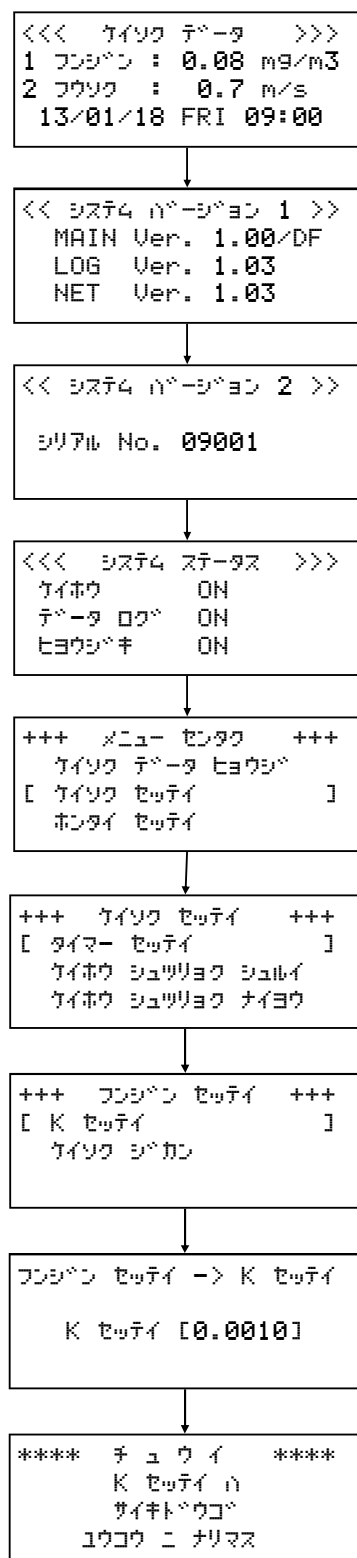 <<< ケイソク データ >>>
1 フンジン : 0.08 mg/m3
2 フウソク : 0.7 m/s
13/01/18 FRI 09:00
<< システム バージョン 1 >>
MAIN Ver. 1.00/DF
LOG Ver. 1.03
NET Ver. 1.03
<< システム バージョン 2 >>
シリアル No. 09001
<<< システム ステータス >>>
ケイホウ ON
データ ログ ON
ヒョウジキ ON
+++ メニュー センタク +++
ケイソク データ ヒョウジ
[ ケイソク セッテイ ]
ホンタイ セッテイ
+++ ケイソク セッテイ +++
[ タイマー セッテイ ]
ケイホウ シュツリョク シュルイ
ケイホウ シュツリョク ナイヨウ
+++ フンジン セッテイ +++
[ K セッテイ ]
ケイソク ジカン
フンジン セッテイ -> K セッテイ
K セッテイ [0.0010]
**** チ ュ ウ イ ****
K セッテイ ハ
サイキドウゴ
ユウコウ ニ ナリマス